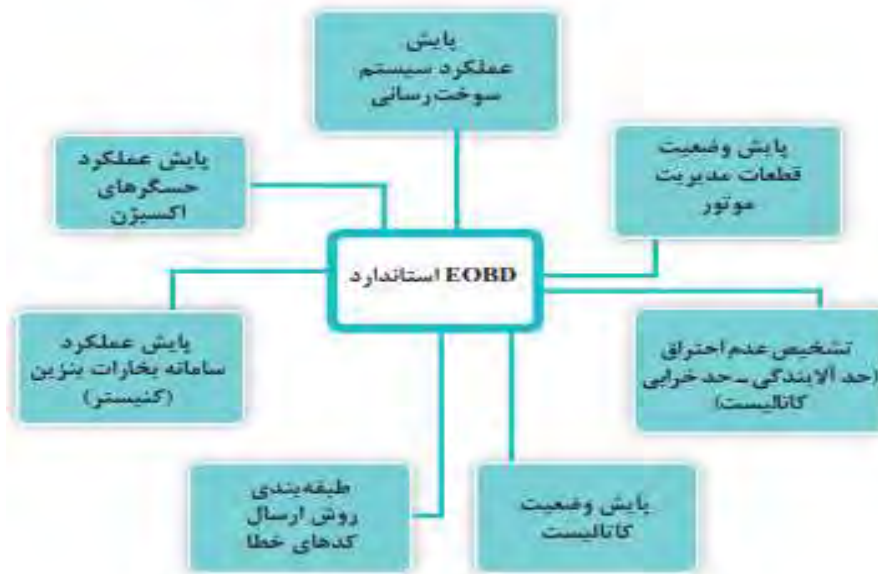 پایش
عملکرد سیستم
سوخت‌رسانی
پایش وضعیت
قطعات مدیریت
موتور
پایش عملکرد
حسگرهای
اکسیژن
EOBD استاندارد
تشخیص عدم احتراق
(حد آلایندگی - حد خرابی
کاتالیست)
پایش عملکرد
سامانه بخارات بنزین
(کنیستر)
پایش وضعیت
کاتالیست
طبقه‌بندی
روش ارسال
کدهای خطا